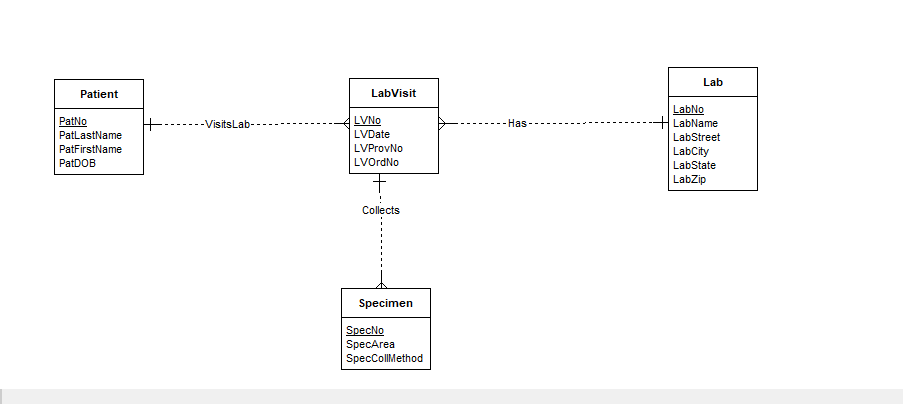 Patient
PatNo
PatLastName
PatFirstName
PatDOB
VisitsLab
LabVisit
LVNo
LVDate
LVProvNo
LVOrdNo
Has
Lab
LabNo
LabName
LabStreet
LabCity
LabState
LabZip
Collects
Specimen
SpecNo
SpecArea
SpecCollMethod